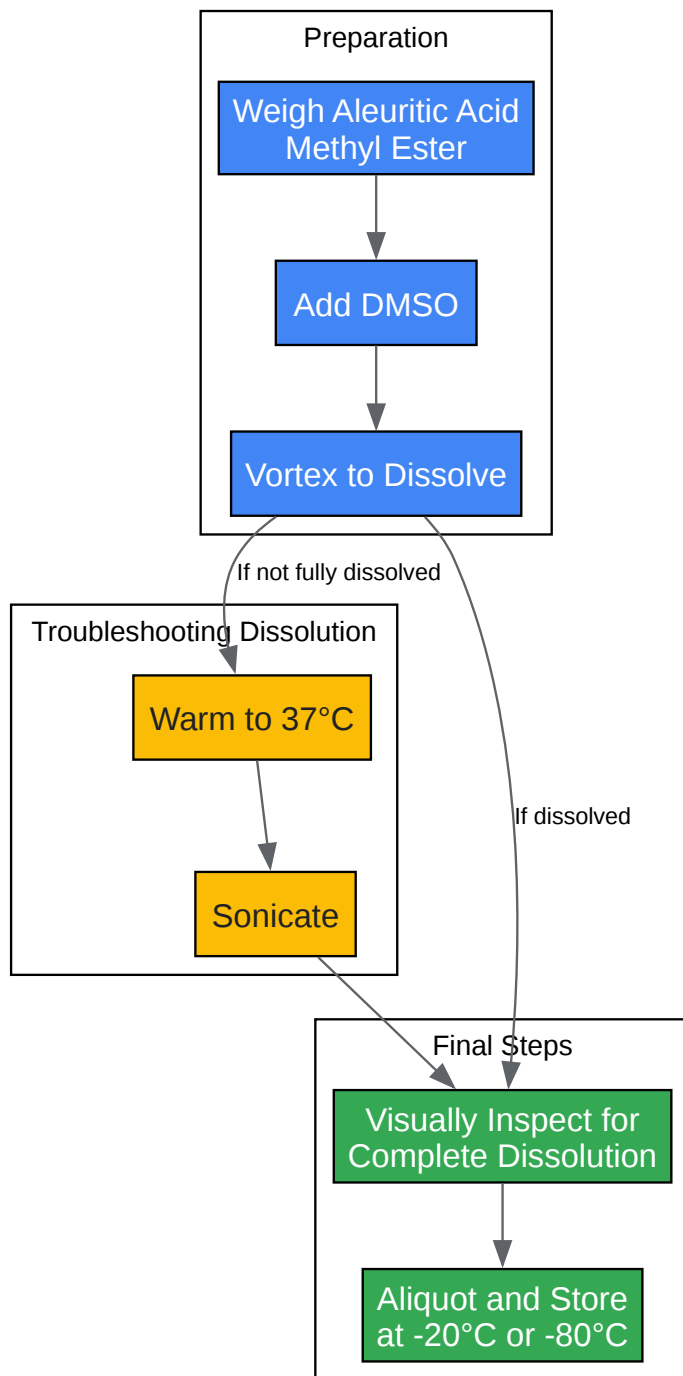 Preparation
Weigh Aleuritic Acid
Methyl Ester
Add DMSO
Vortex to Dissolve
If not fully dissolved
Troubleshooting Dissolution
Warm to 37°C
If dissolved
Sonicate
Final Steps
Visually Inspect for
Complete Dissolution
Aliquot and Store
at -20°C or -80°C